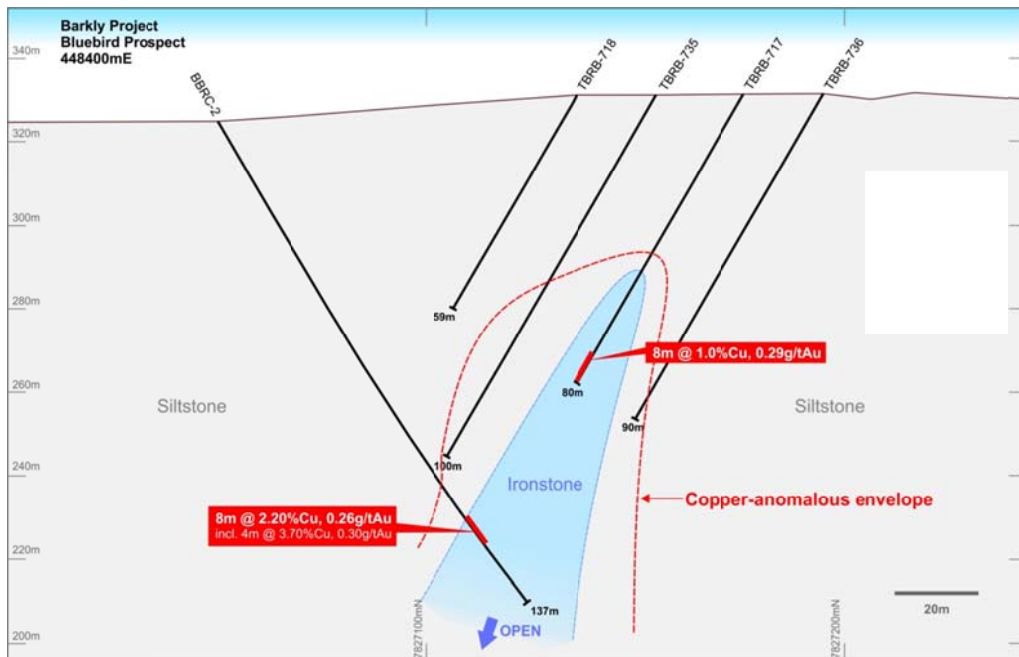 Barkly Project
Bluebird Prospect
448400mE
340m
320m
300m
280m
260m
240m
220m
200m
BBRC-2
TBRB-718
TBRB-735
TBRB-717
TBRB-736
59m
8m @ 1.0%Cu, 0.29g/tAu
80m
Siltstone
Siltstone
90m
100m
Ironstone
Copper-anomalous envelope
8m @ 2.20%Cu, 0.26g/tAu
incl. 4m @ 3.70%Cu, 0.30g/tAu
137m
OPEN
7827100mN
7827200mN
20m